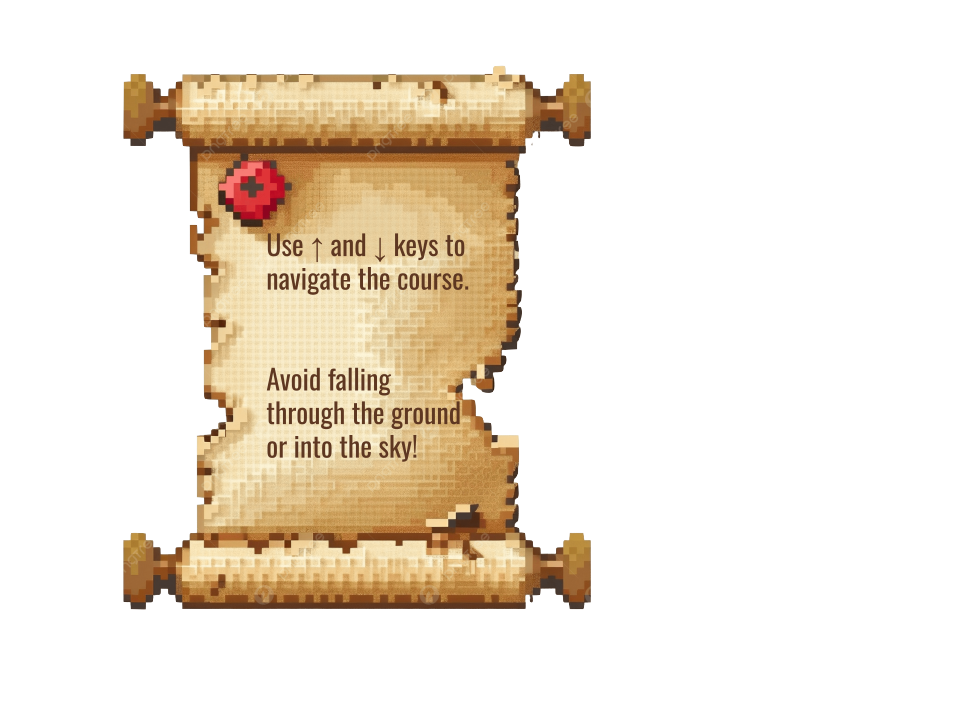 Use ↑ and ↓ keys to
navigate the course.
Avoid falling
through the ground
or into the sky!